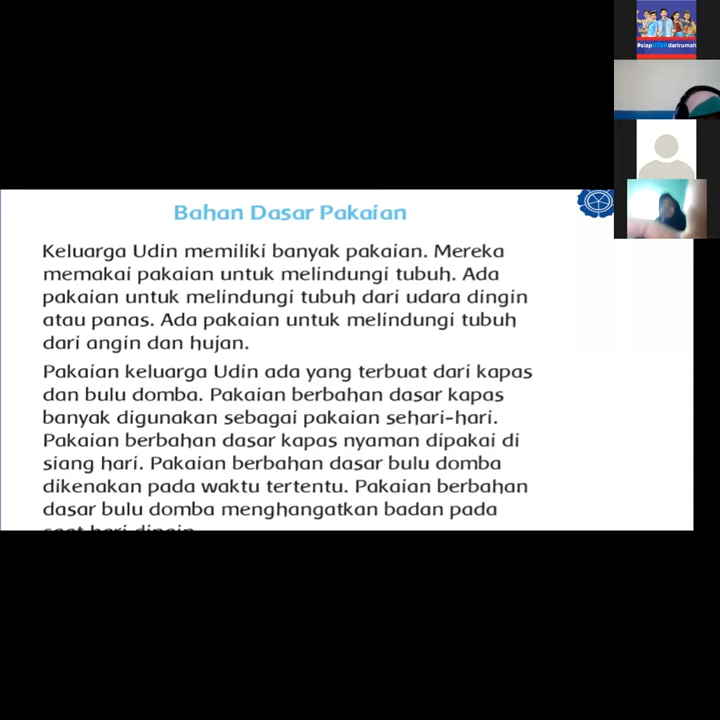 #siapUTBKdarirumah
Bahan Dasar Pakaian
Keluarga Udin memiliki banyak pakaian. Mereka
memakai pakaian untuk melindungi tubuh. Ada
pakaian untuk melindungi tubuh dari udara dingin
atau panas. Ada pakaian untuk melindungi tubuh
dari angin dan hujan.
Pakaian keluarga Udin ada yang terbuat dari kapas
dan bulu domba. Pakaian berbahan dasar kapas
banyak digunakan sebagai pakaian sehari-hari.
Pakaian berbahan dasar kapas nyaman dipakai di
siang hari. Pakaian berbahan dasar bulu domba
dikenakan pada waktu tertentu. Pakaian berbahan
dasar bulu domba menghangatkan badan pada
saat hari dingin.